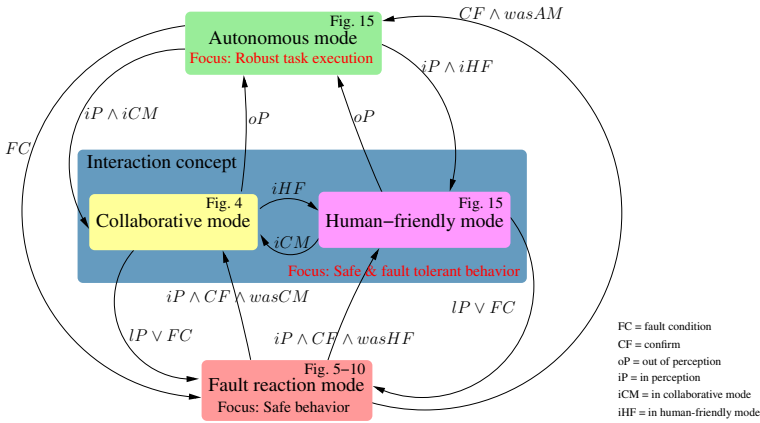 Fig. 15
Autonomous mode
Focus: Robust task execution
CF ∧ wasAM
iP ∧ iHF
iP ∧ iCM
oP
oP
FC
Interaction concept
iHF
Fig. 4
Collaborative mode
Fig. 15
Human−friendly mode
iCM
Focus: Safe & fault tolerant behavior
iP ∧ CF ∧ wasCM
lP ∨ FC
lP ∨ FC
iP ∧ CF ∧ wasHF
Fig. 5−10
Fault reaction mode
Focus: Safe behavior
FC = fault condition
CF = confirm
oP = out of perception
iP = in perception
iCM = in collaborative mode
iHF = in human-friendly mode